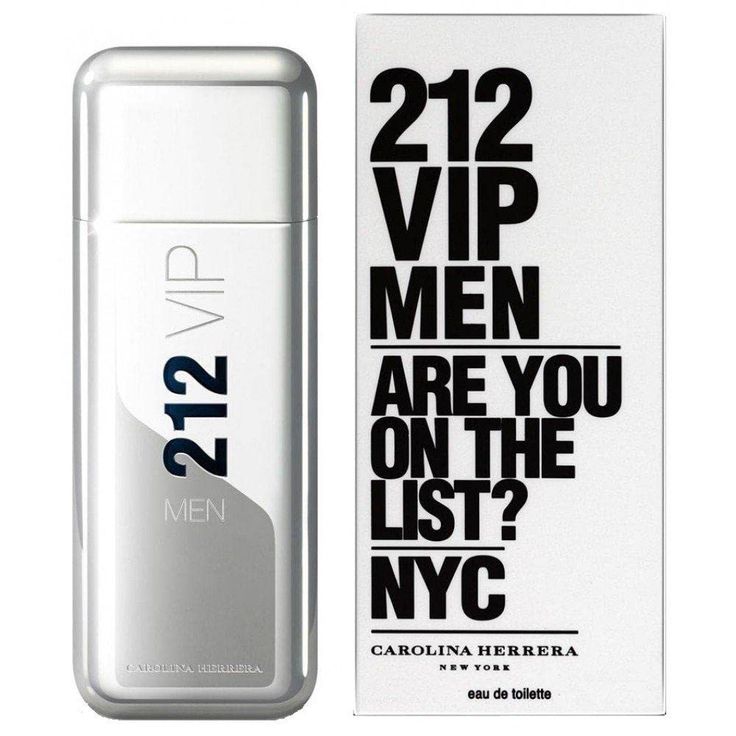 212 VIP
MEN
CAROLINA HERRERA
212
VIP
MEN
ARE YOU
ON THE
LIST?
NYC
CAROLINA HERRERA
NEW YORK
eau de toilette